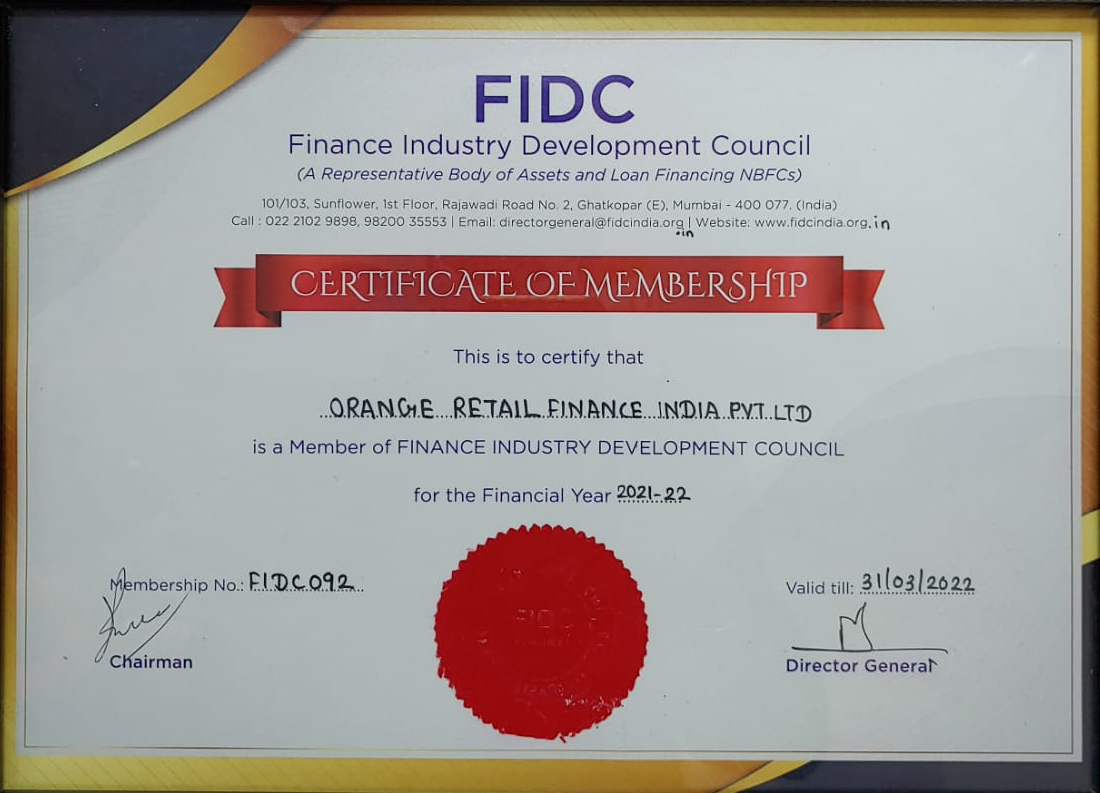 FIDC
Finance Industry Development Council
(A Representative Body of Assets and Loan Financing NBFCs)
101/103, Sunflower, 1st Floor, Rajawadi Road No. 2, Ghatkopar (E), Mumbai - 400 077. (India)
Call : 022 2102 9898, 98200 35553 | Email: directorgeneral@fidcindia.org.in | Website: www.fidcindia.org.in
CERTIFICATE OF MEMBERSHIP
This is to certify that
ORANGE RETAIL FINANCE INDIA PVT LTD
is a Member of FINANCE INDUSTRY DEVELOPMENT COUNCIL
for the Financial Year 2021-22
Membership No.: FIDC092
Valid till: 31/03/2022
FIDC
Chairman
Director General